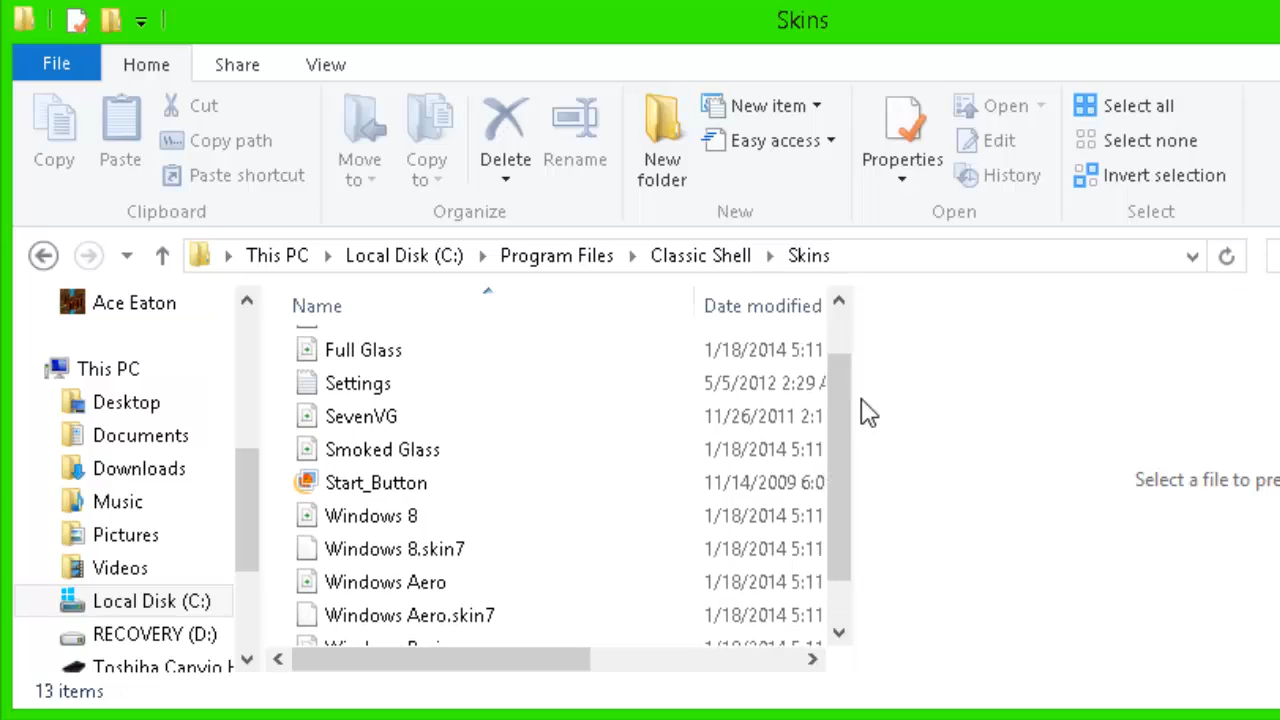 Skins
File Home Share View
Copy Paste Cut Copy path Paste shortcut
Move to Copy to Delete Rename
New folder New item Easy access
Properties Open Edit History
Select all Select none Invert selection
Clipboard Organize New Open Select
This PC Local Disk (C:) Program Files Classic Shell Skins
Ace Eaton
This PC
Desktop
Documents
Downloads
Music
Pictures
Videos
Local Disk (C:)
RECOVERY (D:)
Toshiba Canvio
Name Date modified
Full Glass 1/18/2014 5:11
Settings 5/5/2012 2:29
SevenVG 11/26/2011 2:1
Smoked Glass 1/18/2014 5:11
Start_Button 11/14/2009 6:0
Windows 8 1/18/2014 5:11
Windows 8.skin7 1/18/2014 5:11
Windows Aero 1/18/2014 5:11
Windows Aero.skin7 1/18/2014 5:11
Select a file to pre
13 items